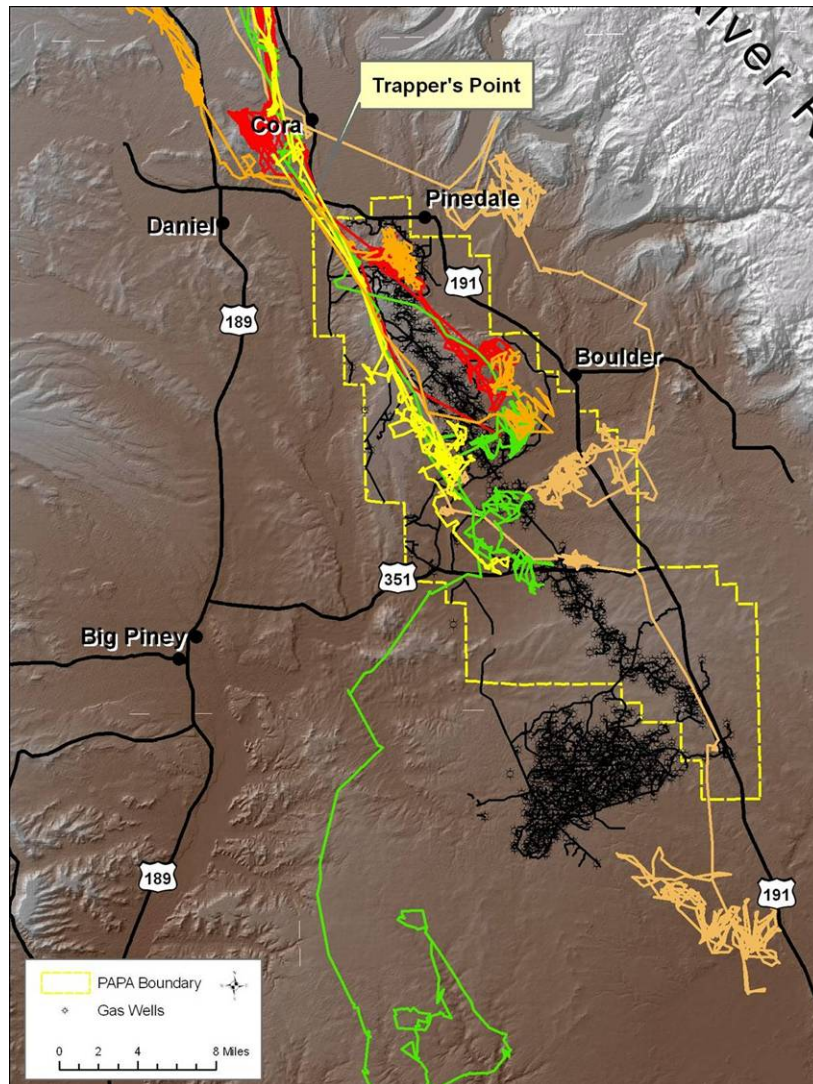 River R
Trapper's Point
Cora
Pinedale
Daniel
191
189
Boulder
351
Big Piney
189
191
PAPA Boundary
Gas Wells
0 2 4 8 Miles